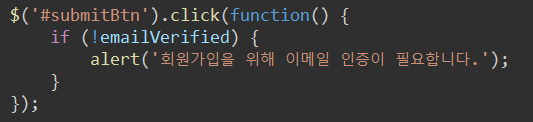 $('#submitBtn').click(function() {
    if (!emailVerified) {
        alert('회원가입을 위해 이메일 인증이 필요합니다.');
    }
});